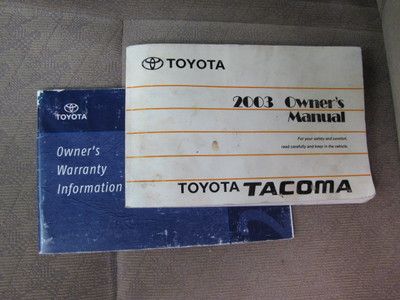 TOYOTA
2003 Owner's
Manual
For your safety and comfort,
read carefully and keep in the vehicle.
TOYOTA TACOMA
TOYOTA
Owner's
Warranty
Information